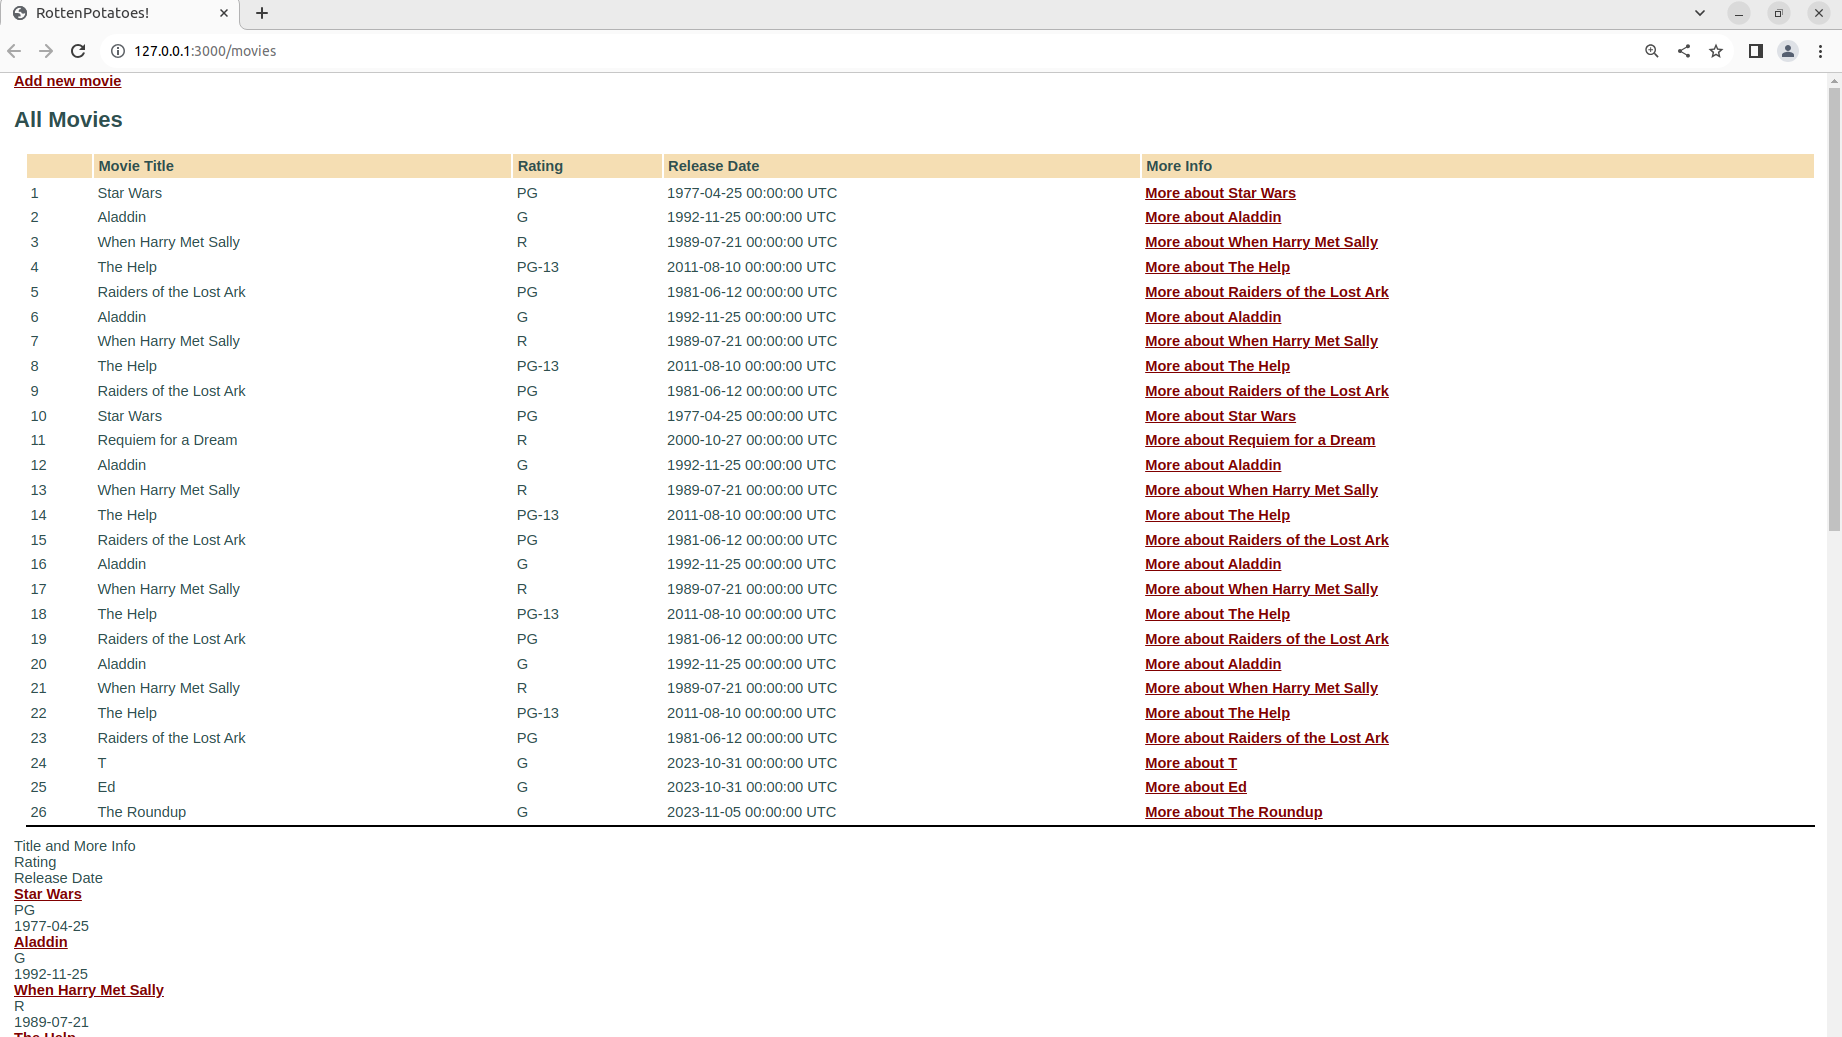 RottenPotatoes!
127.0.0.1:3000/movies
Add new movie
All Movies
Movie Title Rating Release Date More Info
1 Star Wars PG 1977-04-25 00:00:00 UTC More about Star Wars
2 Aladdin G 1992-11-25 00:00:00 UTC More about Aladdin
3 When Harry Met Sally R 1989-07-21 00:00:00 UTC More about When Harry Met Sally
4 The Help PG-13 2011-08-10 00:00:00 UTC More about The Help
5 Raiders of the Lost Ark PG 1981-06-12 00:00:00 UTC More about Raiders of the Lost Ark
6 Aladdin G 1992-11-25 00:00:00 UTC More about Aladdin
7 When Harry Met Sally R 1989-07-21 00:00:00 UTC More about When Harry Met Sally
8 The Help PG-13 2011-08-10 00:00:00 UTC More about The Help
9 Raiders of the Lost Ark PG 1981-06-12 00:00:00 UTC More about Raiders of the Lost Ark
10 Star Wars PG 1977-04-25 00:00:00 UTC More about Star Wars
11 Requiem for a Dream R 2000-10-27 00:00:00 UTC More about Requiem for a Dream
12 Aladdin G 1992-11-25 00:00:00 UTC More about Aladdin
13 When Harry Met Sally R 1989-07-21 00:00:00 UTC More about When Harry Met Sally
14 The Help PG-13 2011-08-10 00:00:00 UTC More about The Help
15 Raiders of the Lost Ark PG 1981-06-12 00:00:00 UTC More about Raiders of the Lost Ark
16 Aladdin G 1992-11-25 00:00:00 UTC More about Aladdin
17 When Harry Met Sally R 1989-07-21 00:00:00 UTC More about When Harry Met Sally
18 The Help PG-13 2011-08-10 00:00:00 UTC More about The Help
19 Raiders of the Lost Ark PG 1981-06-12 00:00:00 UTC More about Raiders of the Lost Ark
20 Aladdin G 1992-11-25 00:00:00 UTC More about Aladdin
21 When Harry Met Sally R 1989-07-21 00:00:00 UTC More about When Harry Met Sally
22 The Help PG-13 2011-08-10 00:00:00 UTC More about The Help
23 Raiders of the Lost Ark PG 1981-06-12 00:00:00 UTC More about Raiders of the Lost Ark
24 T G 2023-10-31 00:00:00 UTC More about T
25 Ed G 2023-10-31 00:00:00 UTC More about Ed
26 The Roundup G 2023-11-05 00:00:00 UTC More about The Roundup
Title and More Info
Rating
Release Date
Star Wars
PG
1977-04-25
Aladdin
G
1992-11-25
When Harry Met Sally
R
1989-07-21
The Help